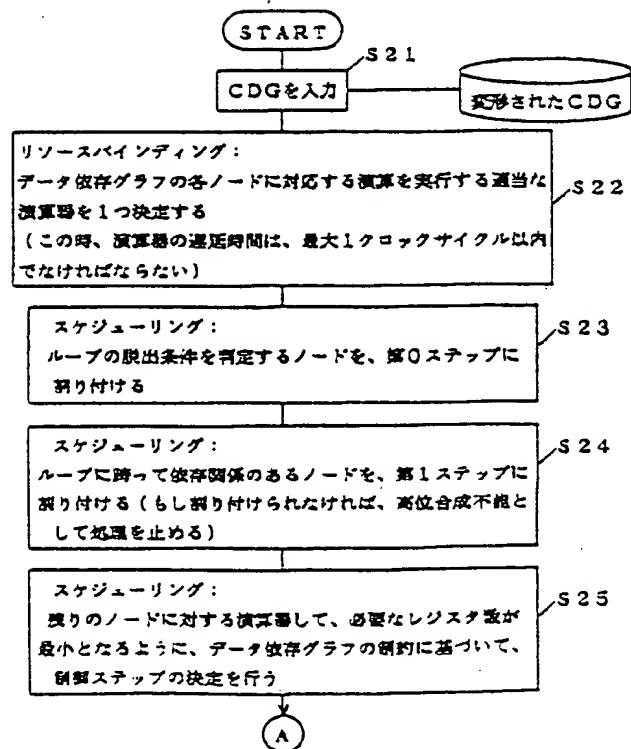 START
S21
CDGを入力
変形されたCDG
リソースバインディング：
データ依存グラフの各ノードに対応する演算を実行する適当な
演算器を1つ決定する
（この時、演算器の遅延時間は、最大1クロックサイクル以内
でなければならない）
S22
スケジューリング：
ループの脱出条件を判定するノードを、第0ステップに
割り付ける
S23
スケジューリング：
ループに跨って依存関係のあるノードを、第1ステップに
割り付ける（もし割り付けられなければ、高位合成不能と
して処理を止める）
S24
スケジューリング：
残りのノードに対する演算器して、必要なレジスタ数が
最小となるように、データ依存グラフの制約に基づいて、
制御ステップの決定を行う
S25
A